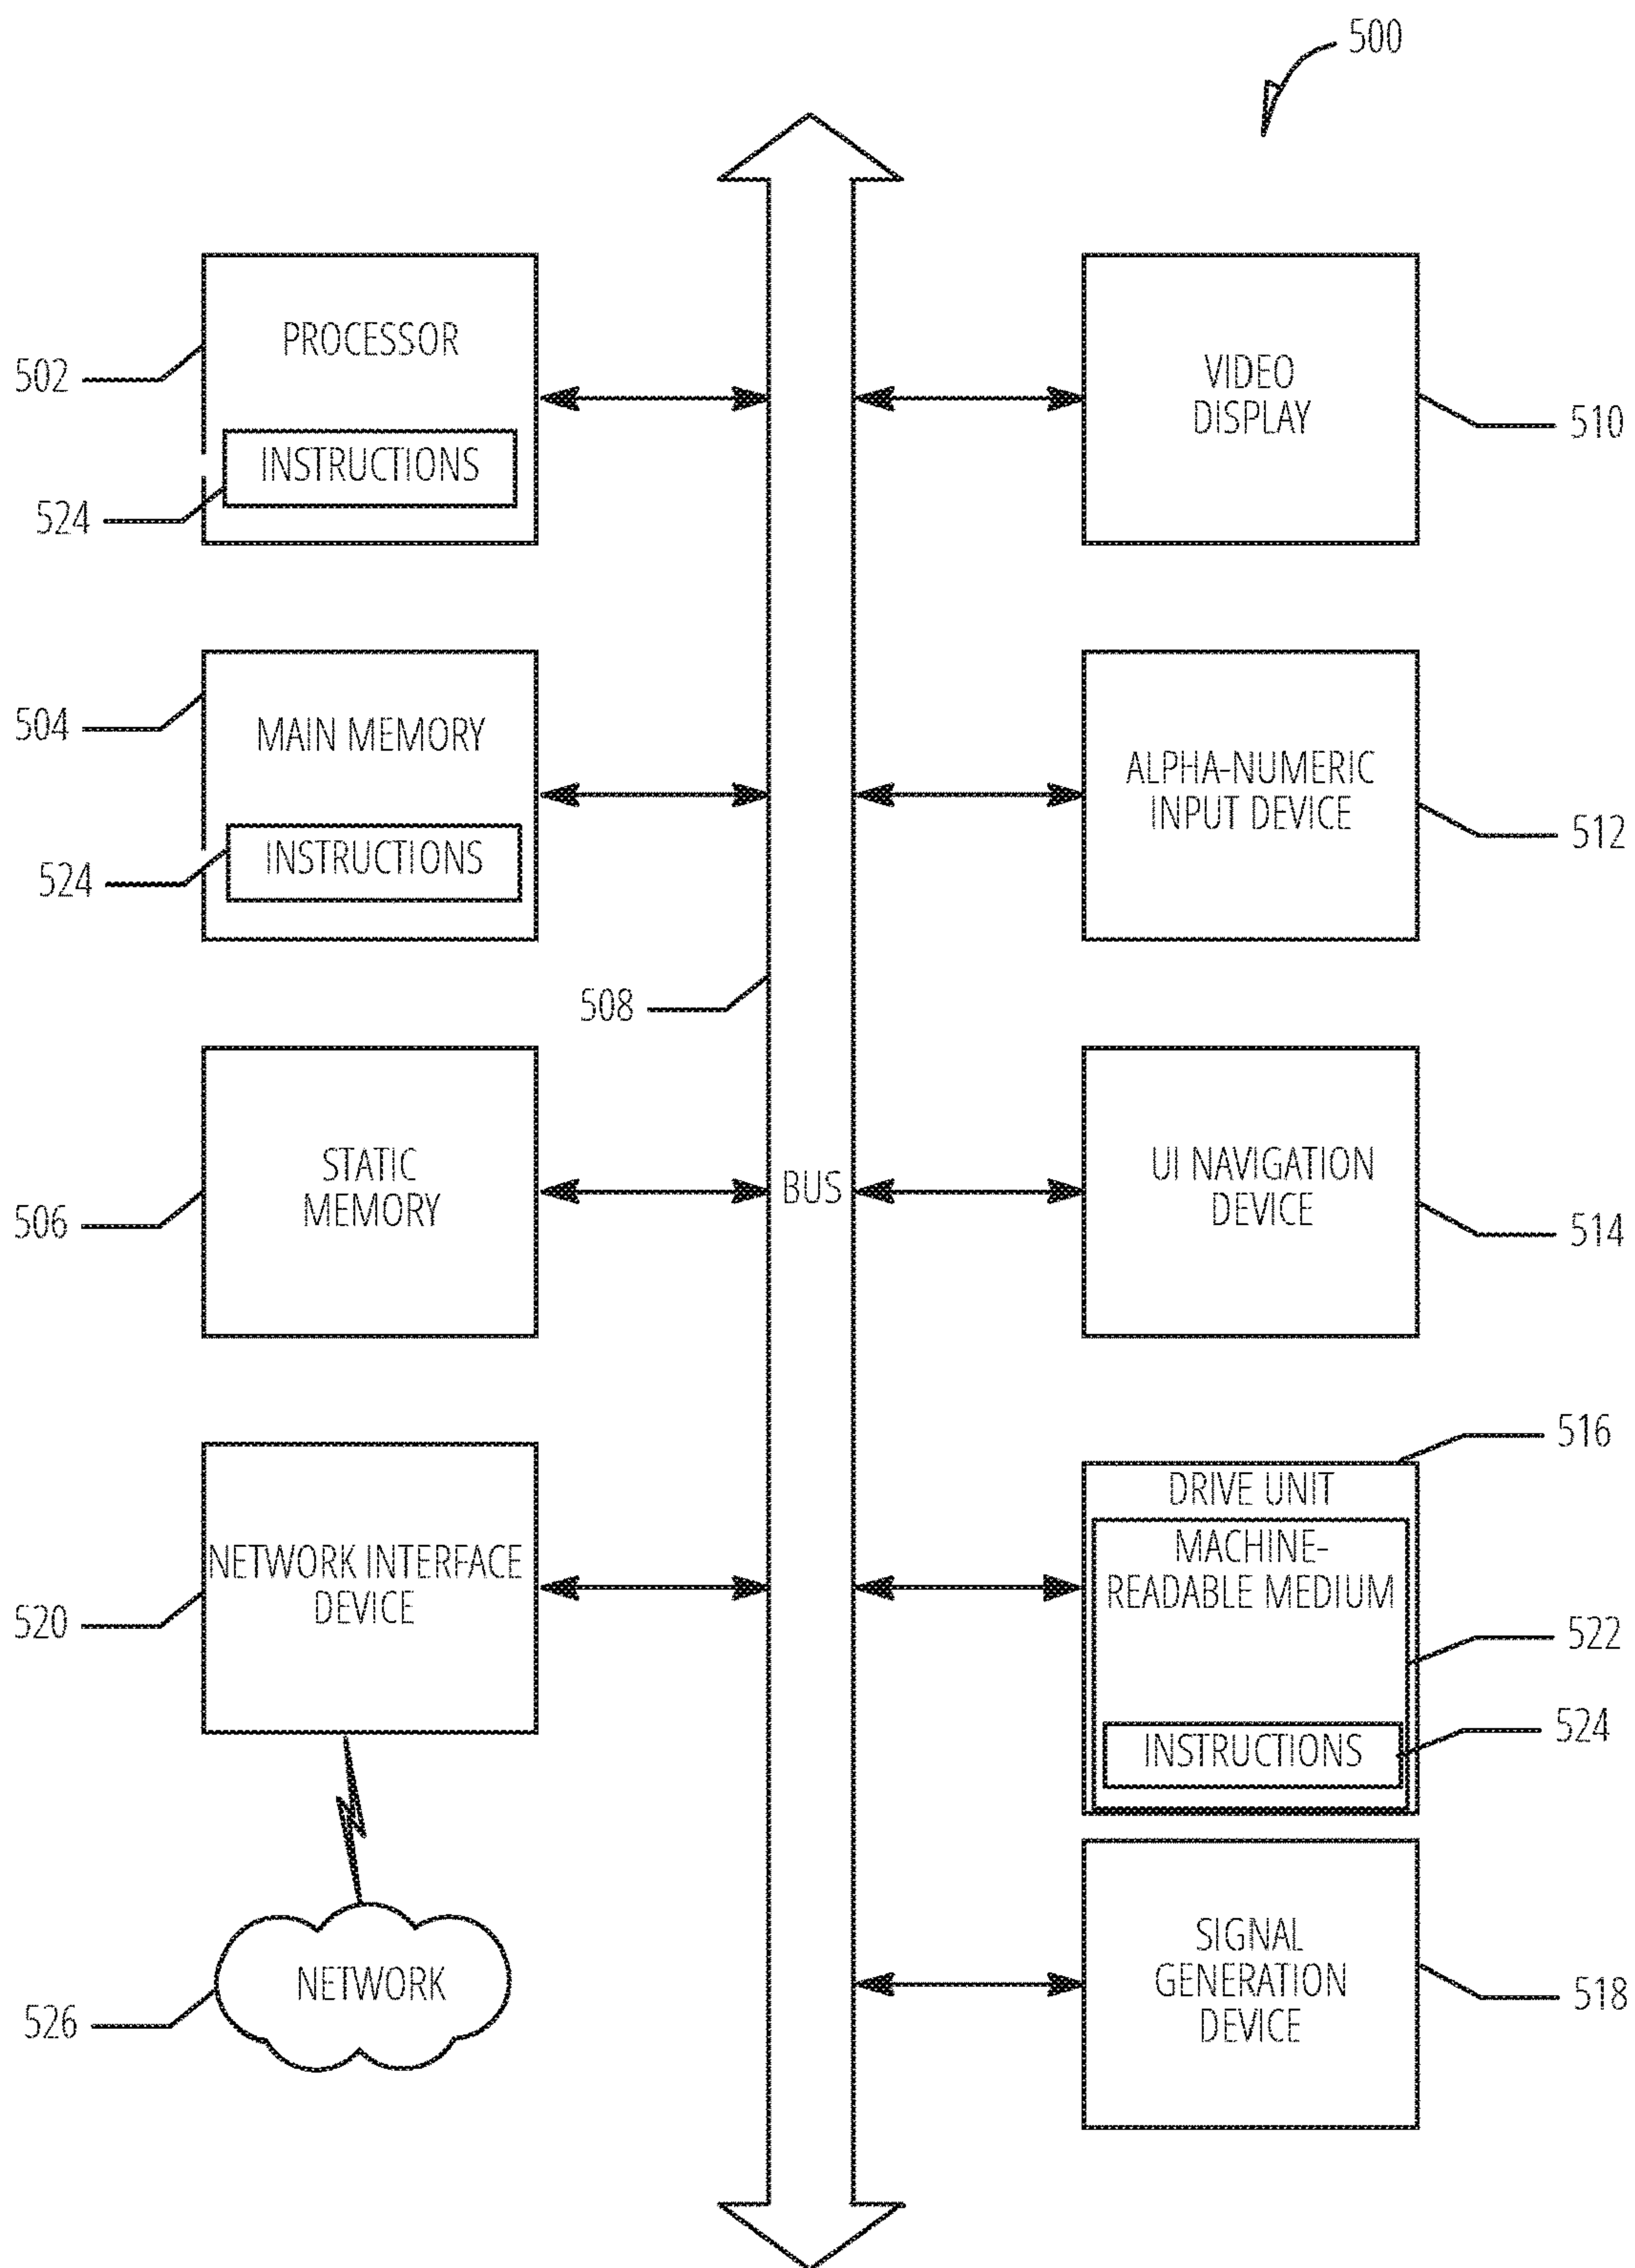 500
PROCESSOR
502
INSTRUCTIONS
524
VIDEO
DISPLAY
510
MAIN MEMORY
504
INSTRUCTIONS
524
ALPHA-NUMERIC
INPUT DEVICE
512
508
STATIC
MEMORY
506
BUS
UI NAVIGATION
DEVICE
514
NETWORK INTERFACE
DEVICE
520
516
DRIVE UNIT
MACHINE-
READABLE MEDIUM
522
INSTRUCTIONS
524
NETWORK
526
SIGNAL
GENERATION
DEVICE
518